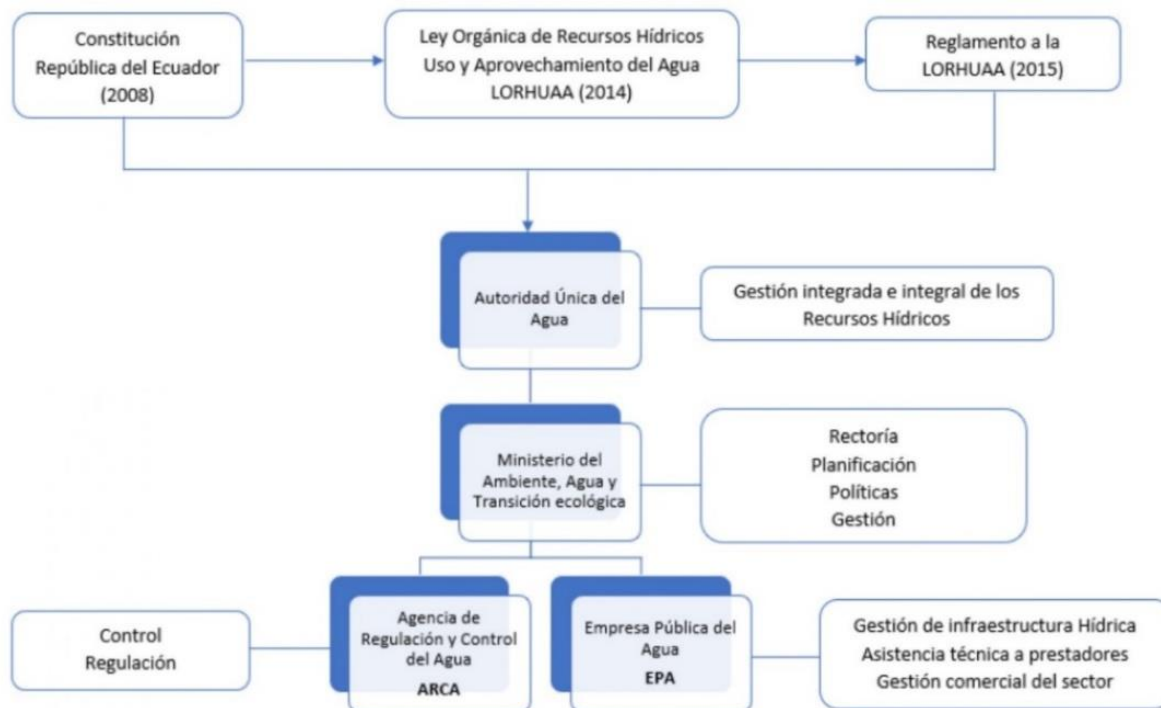 Constitución
República del Ecuador
(2008)
Ley Orgánica de Recursos Hídricos
Uso y Aprovechamiento del Agua
LORHUAA (2014)
Reglamento a la
LORHUAA (2015)
Autoridad Única del
Agua
Gestión integrada e integral de los
Recursos Hídricos
Ministerio del
Ambiente, Agua y
Transición ecológica
Rectoría
Planificación
Políticas
Gestión
Control
Regulación
Agencia de
Regulación y Control
del Agua
ARCA
Empresa Pública del
Agua
EPA
Gestión de infraestructura Hídrica
Asistencia técnica a prestadores
Gestión comercial del sector